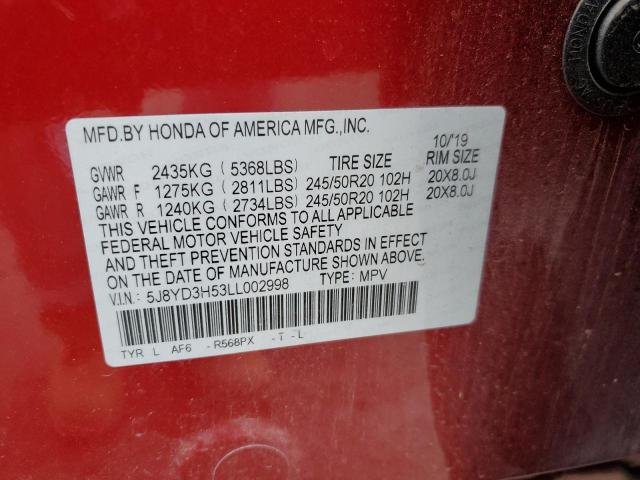 HONDA
MFD.BY HONDA OF AMERICA MFG.,INC. 10/'19
GVWR 2435KG ( 5368LBS) TIRE SIZE RIM SIZE
GAWR F 1275KG ( 2811LBS) 245/50R20 102H 20X8.0J
GAWR R 1240KG ( 2734LBS) 245/50R20 102H 20X8.0J
THIS VEHICLE CONFORMS TO ALL APPLICABLE
FEDERAL MOTOR VEHICLE SAFETY
AND THEFT PREVENTION STANDARDS IN EFFECT
ON THE DATE OF MANUFACTURE SHOWN ABOVE.
V.I.N.: 5J8YD3H53LL002998 TYPE: MPV
TYR L AF6 -R568PX -T -L